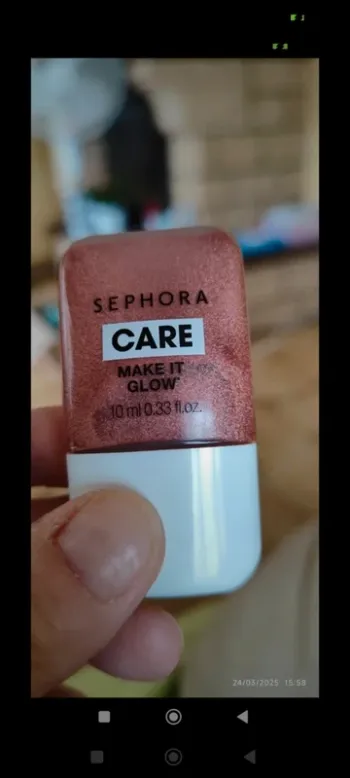 SEPHORA
CARE
MAKE IT
GLOW*
10 ml 0.33 fl.oz.
24/03/2025 15:59